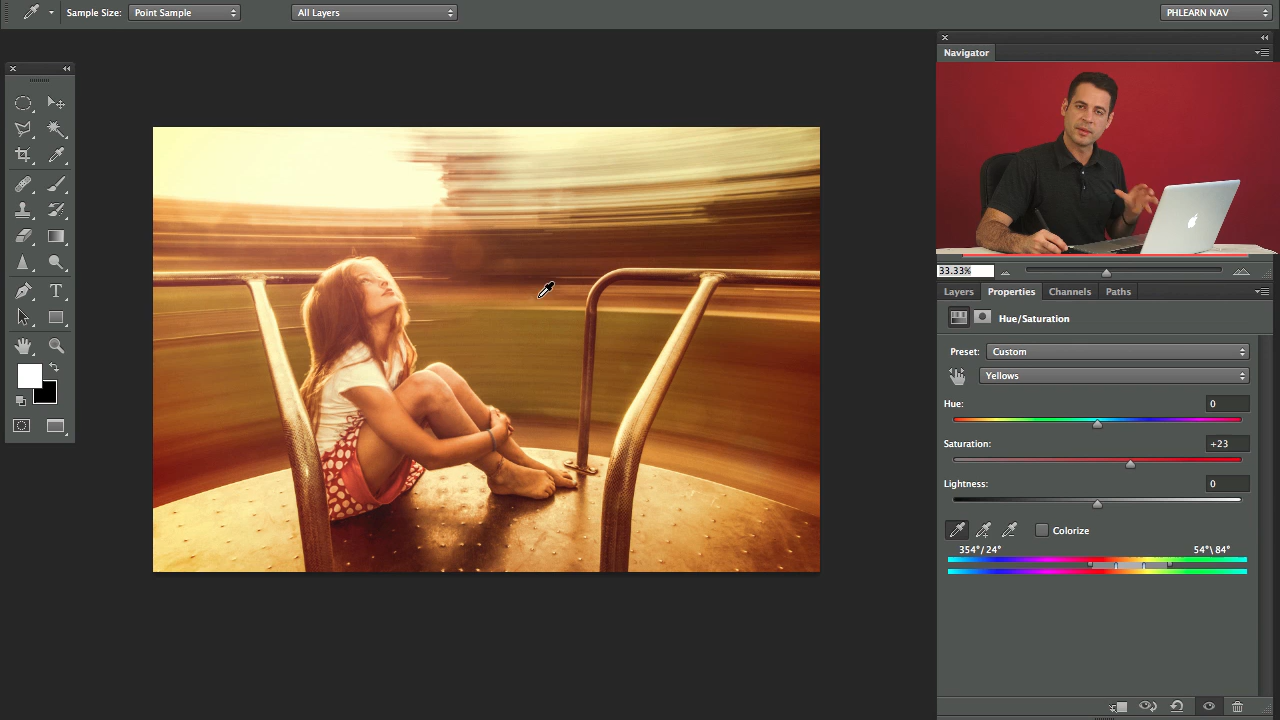 Sample Size: Point Sample All Layers PHLEARN NAV
Navigator
33.33%
Layers Properties Channels Paths
Hue/Saturation
Preset: Custom
Yellows
Hue: 0
Saturation: +23
Lightness: 0
Colorize
354°/24° 54°\84°